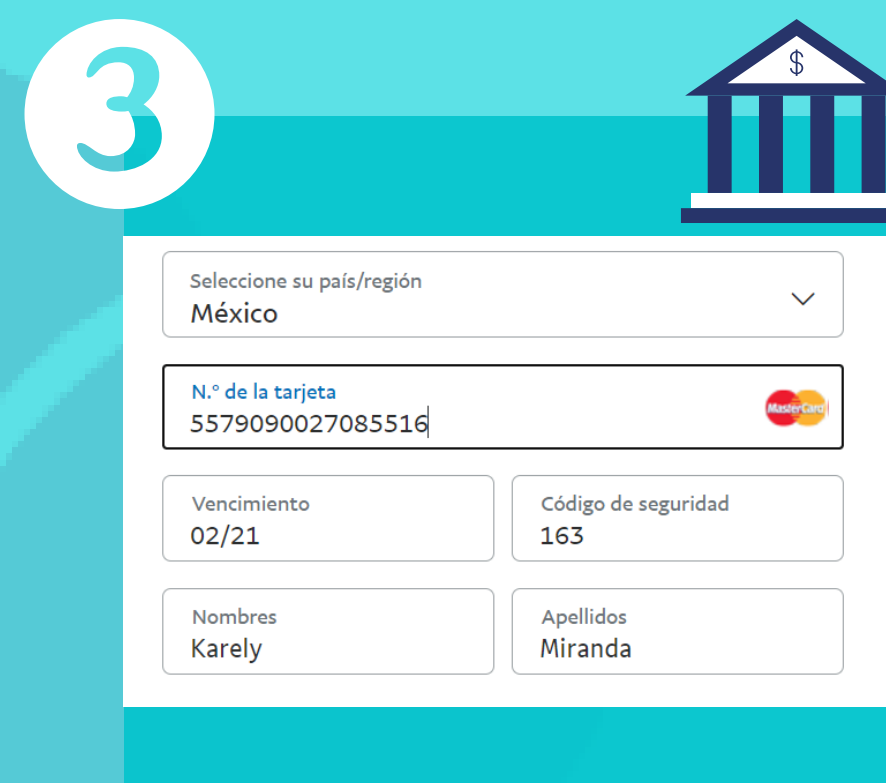 3
$
Seleccione su país/región
México
N.º de la tarjeta
5579090027085516
MasterCard
Vencimiento
02/21
Código de seguridad
163
Nombres
Karely
Apellidos
Miranda